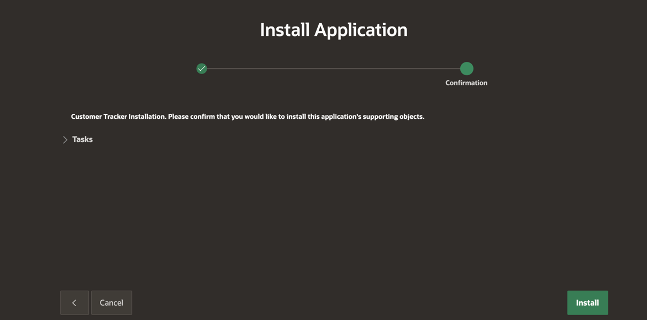 Install Application
Confirmation
Customer Tracker Installation. Please confirm that you would like to install this application's supporting objects.
Tasks
Cancel
Install